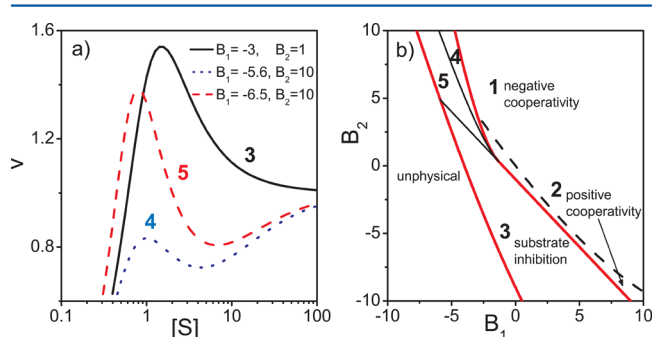 a)
B₁= -3, B₂=1
B₁= -5.6, B₂=10
B₁= -6.5, B₂=10
1.6
1.2
0.8
v
3
5
4
0.1
1
10
100
[S]
b)
10
5
0
-5
-10
B₂
4
5
1 negative
cooperativity
unphysical
2
positive
cooperativity
3
substrate
inhibition
-10
-5
0
5
10
B₁